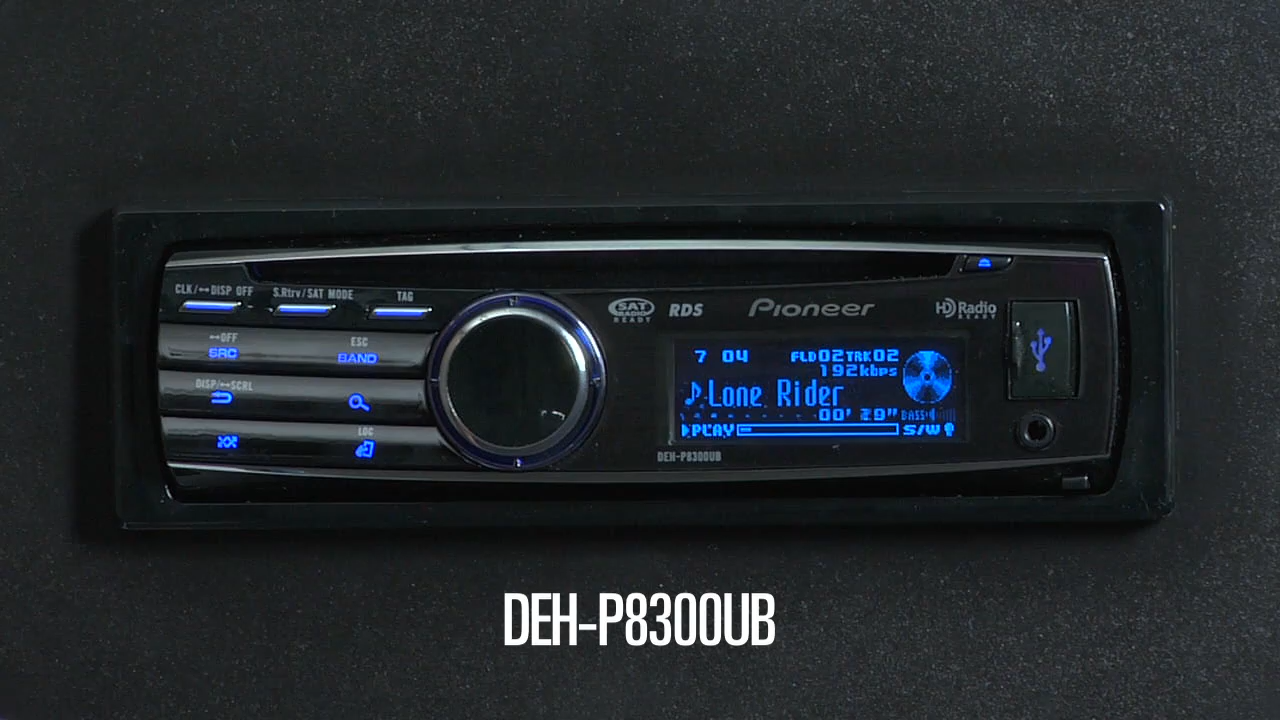 CLK/↔DISP OFF
S.Rtrv/SAT MODE
TAG
↔OFF
SRC
ESC
BAND
DISP/↔SCRL
LOC
SAT
RADIO
READY
RDS
Pioneer
HD Radio
READY
7 04
FLD02TRK02
192kbps
♪Lone Rider
00' 29" BASS
PLAY
S/W
DEH-P8300UB
DEH-P8300UB